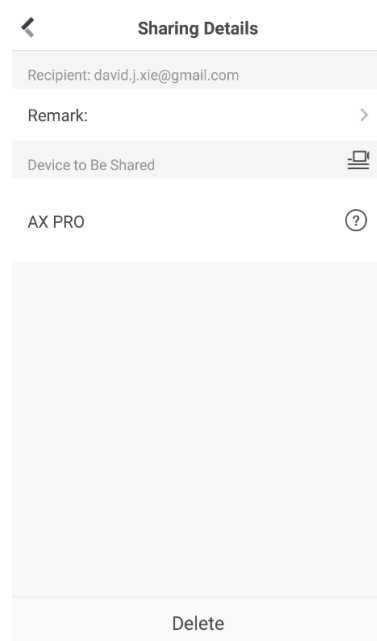 Sharing Details
Recipient: david.j.xie@gmail.com
Remark:
Device to Be Shared
AX PRO
?
Delete